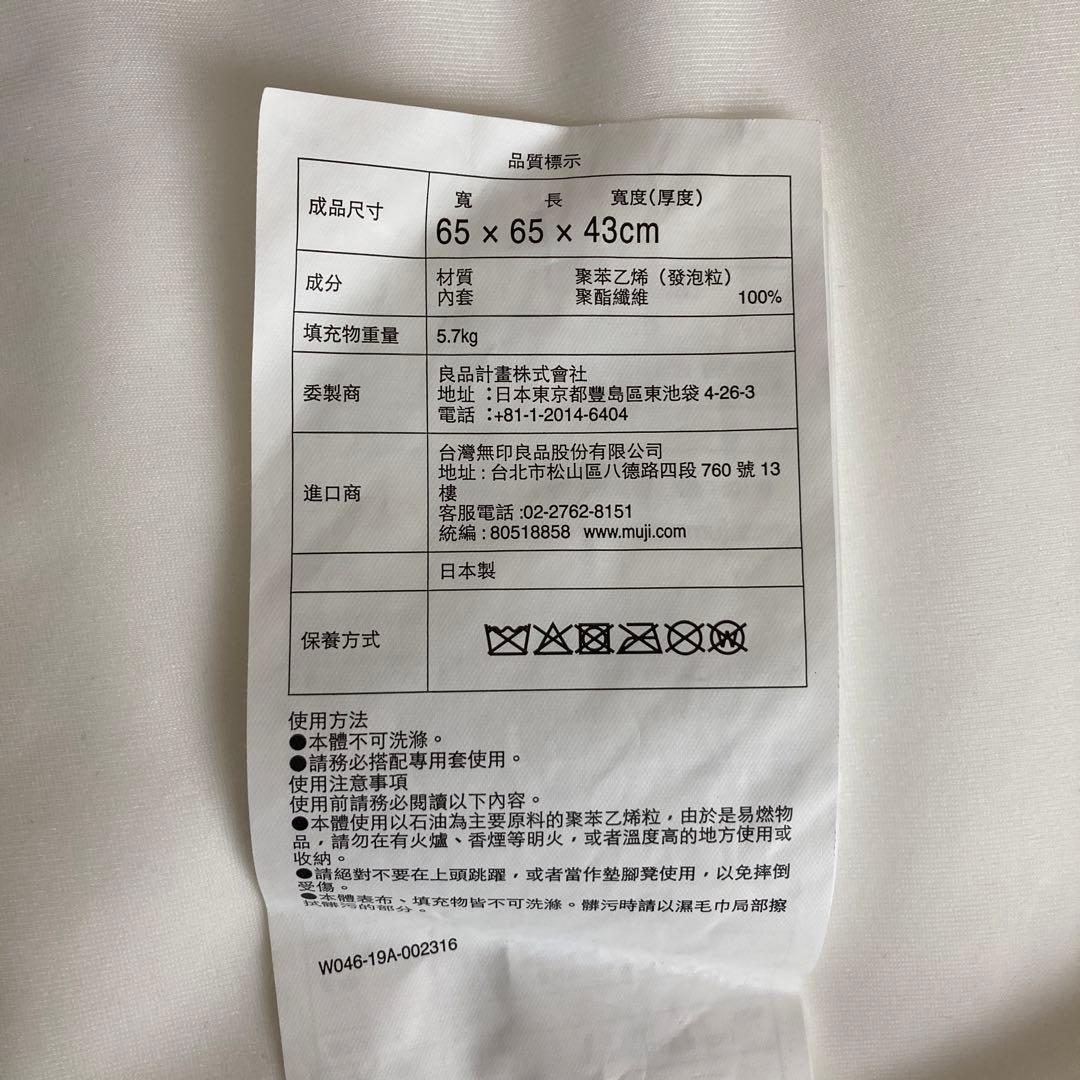 品質標示
成品尺寸
寬 長 寬度(厚度)
65 × 65 × 43cm
成分
材質 聚苯乙烯 (發泡粒)
內套 聚酯纖維 100%
填充物重量 5.7kg
委製商
良品計畫株式會社
地址 :日本東京都豐島區東池袋 4-26-3
電話 :+81-1-2014-6404
進口商
台灣無印良品股份有限公司
地址 : 台北市松山區八德路四段 760 號 13
樓
客服電話 :02-2762-8151
統編 : 80518858 www.muji.com
日本製
保養方式
W
使用方法
●本體不可洗滌。
●請務必搭配專用套使用。
使用注意事項
使用前請務必閱讀以下內容。
●本體使用以石油為主要原料的聚苯乙烯粒，由於是易燃物
品，請勿在有火爐、香煙等明火，或者溫度高的地方使用或
收納。
●請絕對不要在上頭跳躍，或者當作墊腳凳使用，以免摔倒
受傷。
●本體表布、填充物皆不可洗滌。髒污時請以濕毛巾局部擦
拭髒污的部分。
W046-19A-002316